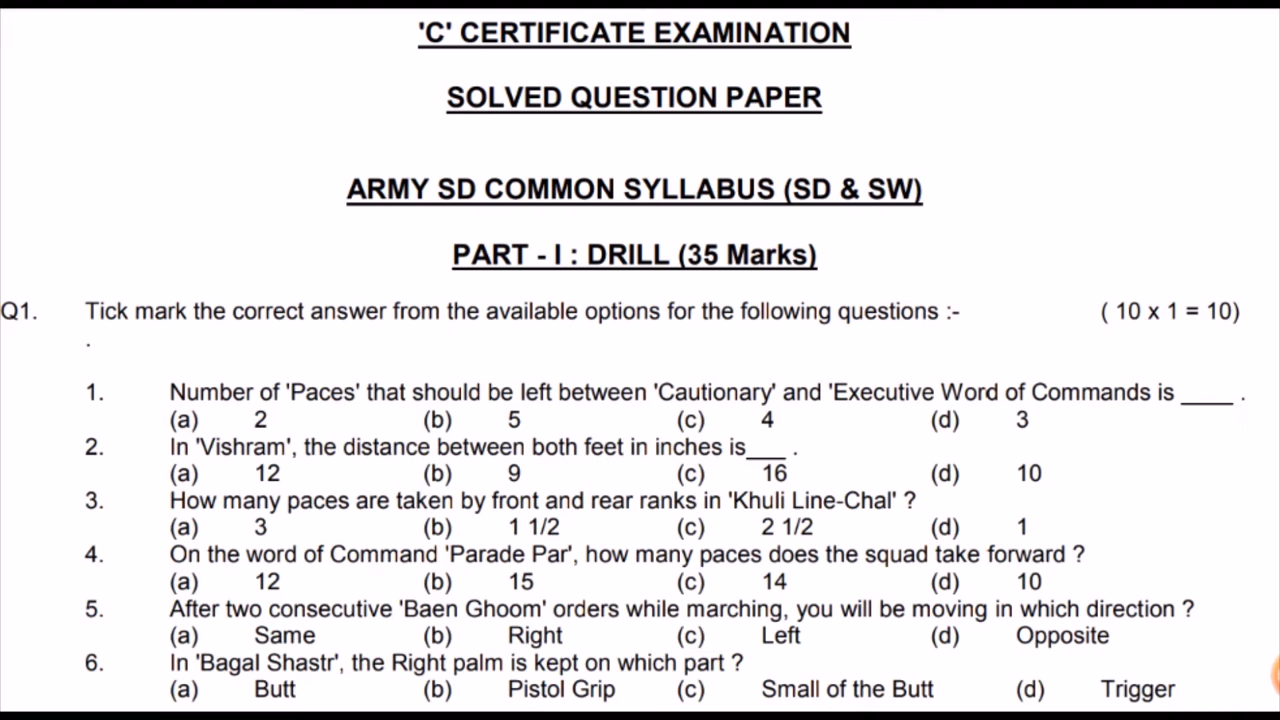 'C' CERTIFICATE EXAMINATION
SOLVED QUESTION PAPER
ARMY SD COMMON SYLLABUS (SD & SW)
PART - I : DRILL (35 Marks)
Q1. Tick mark the correct answer from the available options for the following questions :- ( 10 x 1 = 10)
.
1. Number of 'Paces' that should be left between 'Cautionary' and 'Executive Word of Commands is ____ .
(a) 2 (b) 5 (c) 4 (d) 3
2. In 'Vishram', the distance between both feet in inches is___ .
(a) 12 (b) 9 (c) 16 (d) 10
3. How many paces are taken by front and rear ranks in 'Khuli Line-Chal' ?
(a) 3 (b) 1 1/2 (c) 2 1/2 (d) 1
4. On the word of Command 'Parade Par', how many paces does the squad take forward ?
(a) 12 (b) 15 (c) 14 (d) 10
5. After two consecutive 'Baen Ghoom' orders while marching, you will be moving in which direction ?
(a) Same (b) Right (c) Left (d) Opposite
6. In 'Bagal Shastr', the Right palm is kept on which part ?
(a) Butt (b) Pistol Grip (c) Small of the Butt (d) Trigger